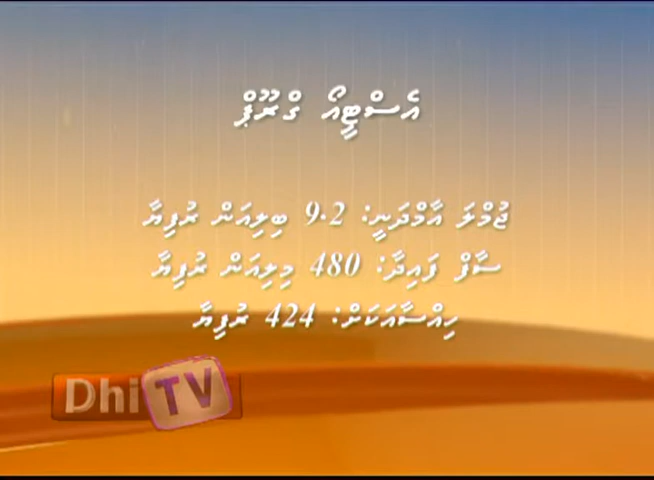 އެސްޓީއޯ ގްރޫޕް
ޖުމްލަ އާމްދަނީ: 9.2 ބިލިއަން ރުފިޔާ
ސާފް ފައިދާ: 480 މިލިއަން ރުފިޔާ
ހިއްސާއަކަށް: 424 ރުފިޔާ
Dhi TV